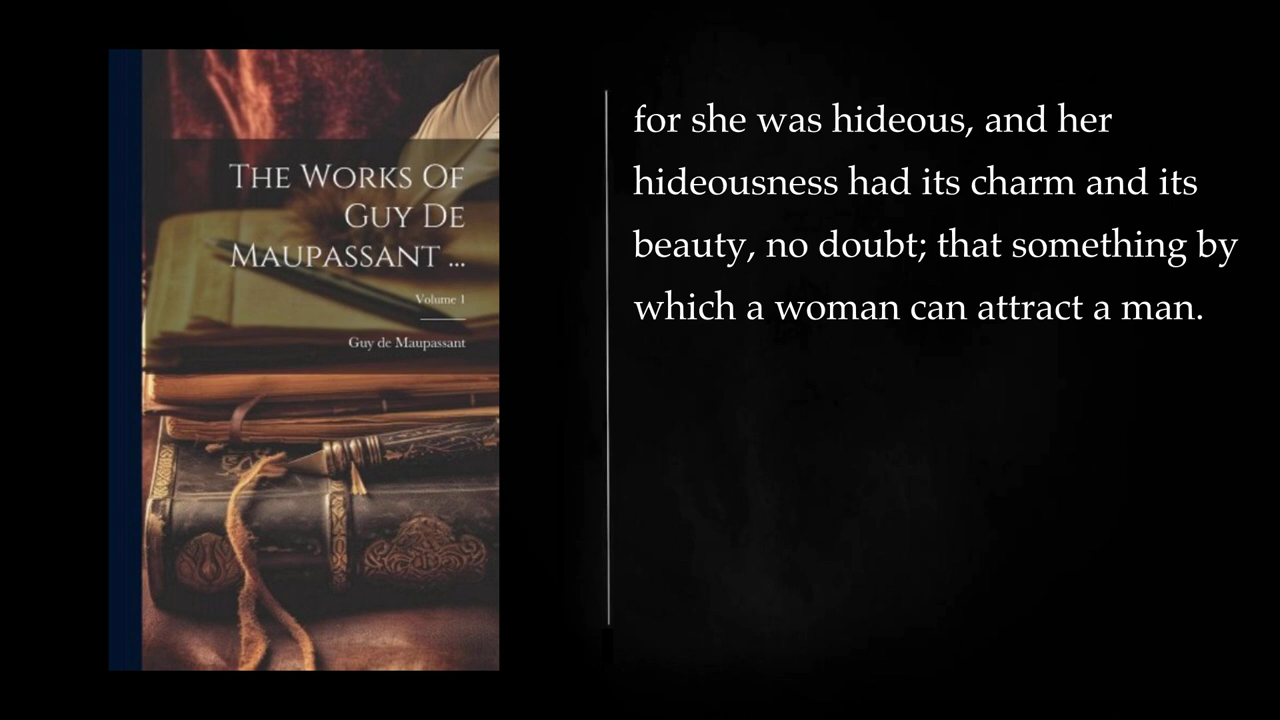 The Works Of
Guy De
Maupassant ...
Volume 1
Guy de Maupassant
for she was hideous, and her
hideousness had its charm and its
beauty, no doubt; that something by
which a woman can attract a man.